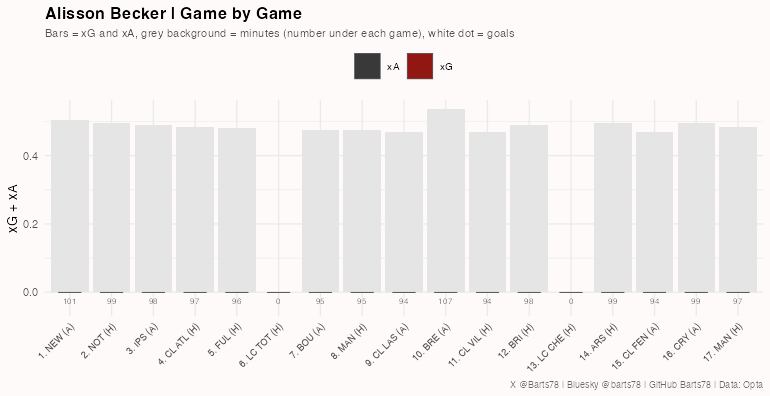 Alisson Becker | Game by Game
Bars = xG and xA, grey background = minutes (number under each game), white dot = goals
xA xG
xG + xA
0.4
0.2
0.0
101 99 98 97 96 0 95 95 94 107 94 98 0 99 94 99 97
1. NEW (A)
2. NOT (H)
3. IPS (A)
4. CL ATL (H)
5. FUL (H)
6. LC TOT (H)
7. BOU (A)
8. MAN (H)
9. CL LAS (A)
10. BRE (A)
11. CL VIL (H)
12. BRI (H)
13. LC CHE (H)
14. ARS (H)
15. CL FEN (A)
16. CRY (A)
17. MAN (H)
X @Barts78 | Bluesky @barts78 | GitHub Barts78 | Data: Opta